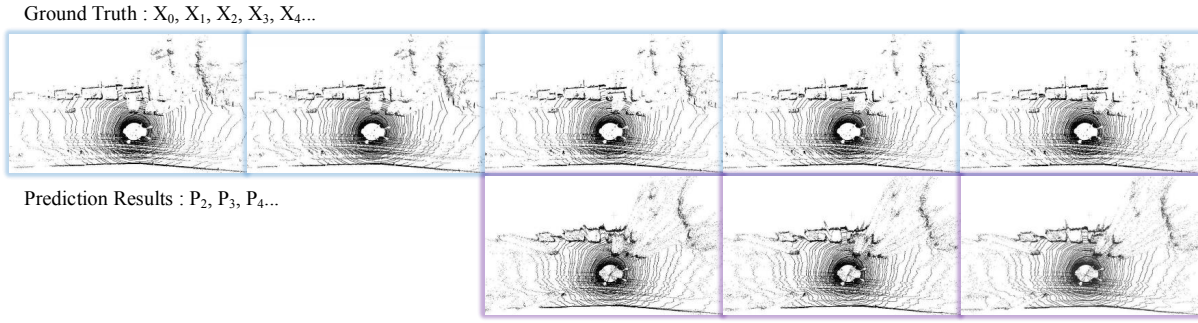 Ground Truth : X₀, X₁, X₂, X₃, X₄...
Prediction Results : P₂, P₃, P₄...